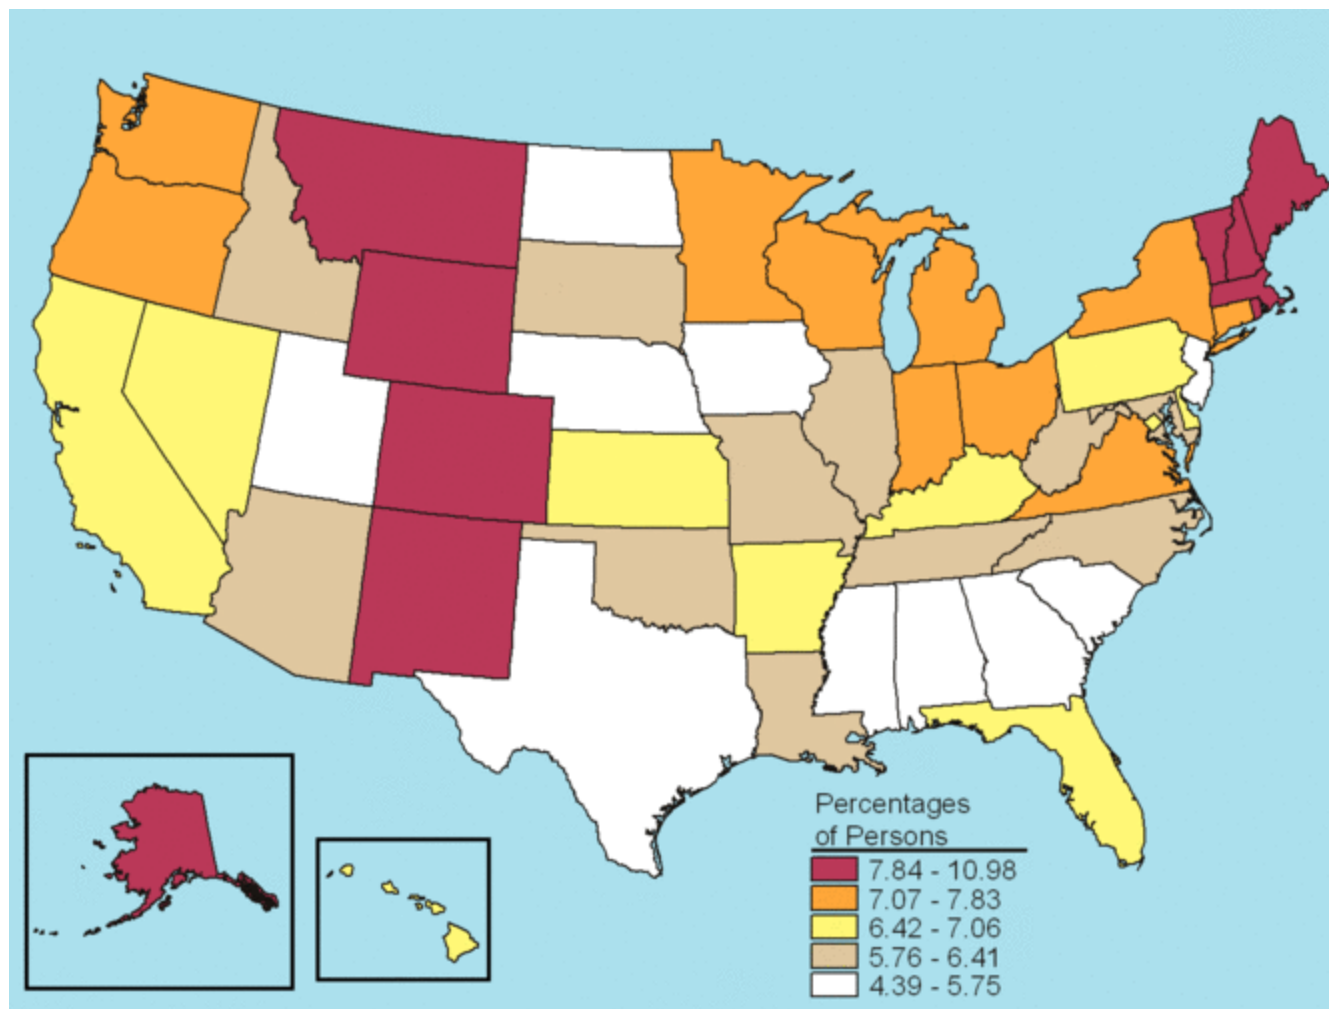 Percentages
of Persons
7.84 - 10.98
7.07 - 7.83
6.42 - 7.06
5.76 - 6.41
4.39 - 5.75